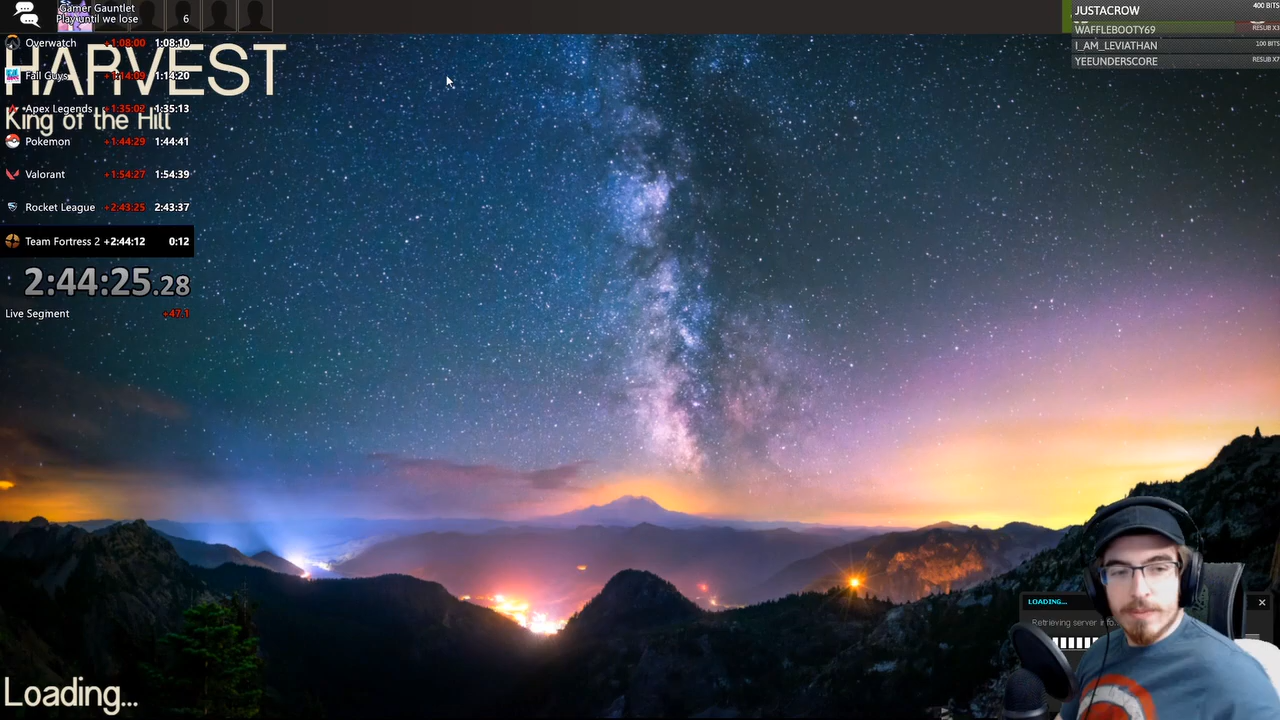 Gamer Gauntlet
Play until we lose 6
JUSTACROW 400 BITS
WAFFLEBOOTY69 RESUB X3
I_AM_LEVIATHAN 100 BITS
YEEUNDERSCORE RESUB X7
HARVEST
King of the Hill
Overwatch +1:08:00 1:08:10
Fall Guys +1:14:09 1:14:20
Apex Legends +1:35:02 1:35:13
Pokemon +1:44:29 1:44:41
Valorant +1:54:27 1:54:39
Rocket League +2:43:25 2:43:37
Team Fortress 2 +2:44:12 0:12
2:44:25.28
Live Segment +47.1
LOADING...
Retrieving server info...
Loading...